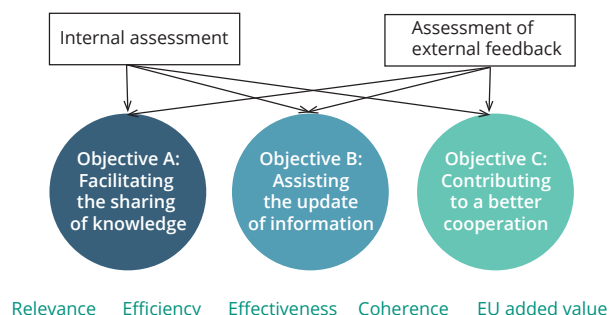 Internal assessment
Assessment of
external feedback
Objective A:
Facilitating
the sharing
of knowledge
Objective B:
Assisting
the update
of information
Objective C:
Contributing
to a better
cooperation
Relevance Efficiency Effectiveness Coherence EU added value